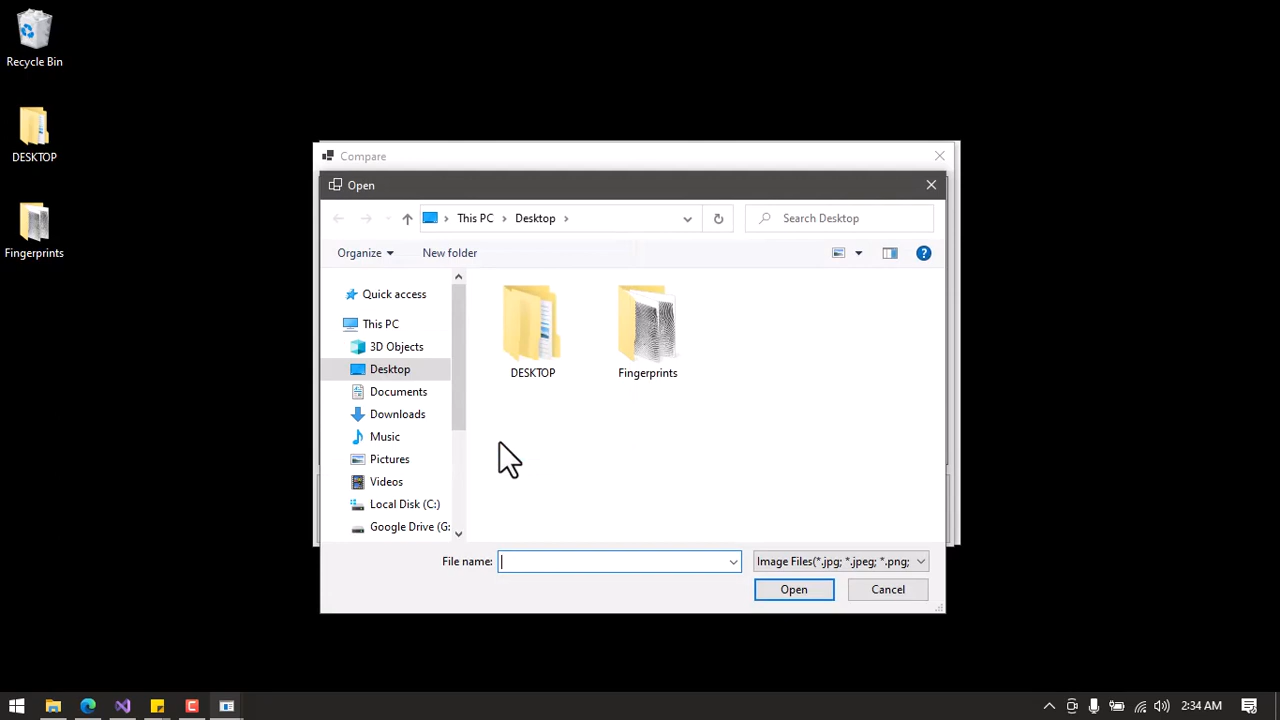 Recycle Bin
DESKTOP
Fingerprints
Compare
Open
This PC
Desktop
Search Desktop
Organize
New folder
Quick access
This PC
3D Objects
Desktop
Documents
Downloads
Music
Pictures
Videos
Local Disk (C:)
Google Drive (G:
DESKTOP
Fingerprints
File name:
Image Files(*.jpg; *.jpeg; *.png;
Open
Cancel
2:34 AM